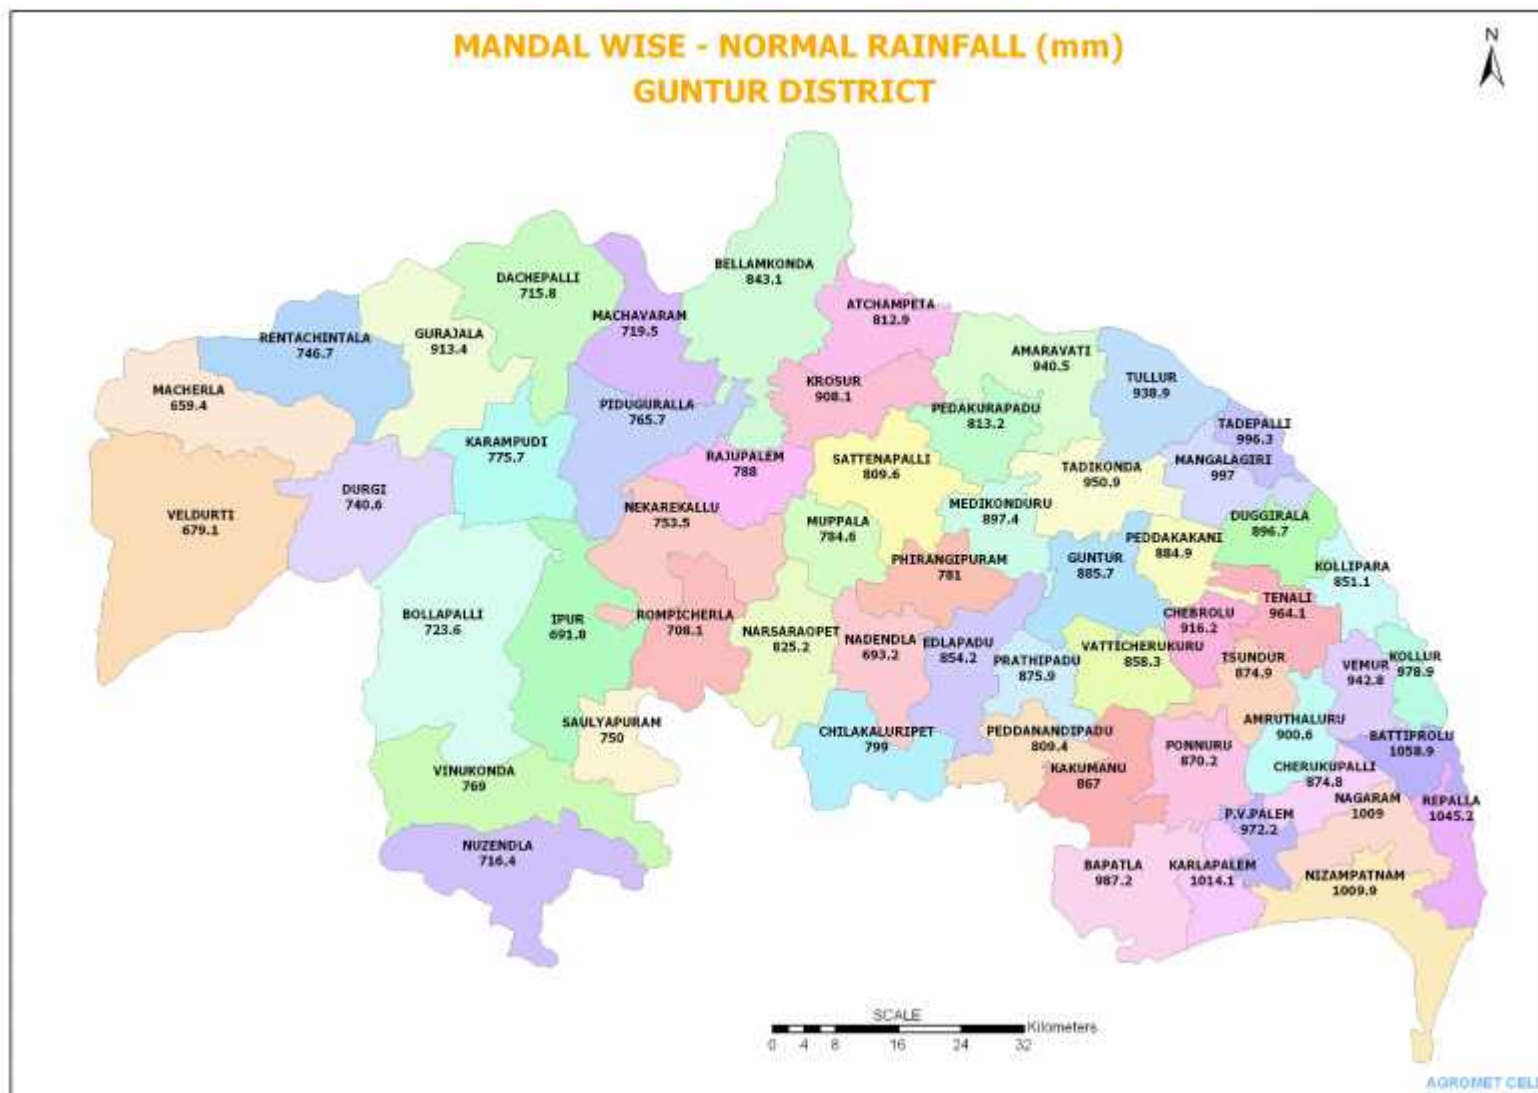 MANDAL WISE - NORMAL RAINFALL (mm)
GUNTUR DISTRICT
N
DACHEPALLI
715.8
BELLAMKONDA
843.1
MACHAVARAM
719.5
ATCHAMPETA
812.9
RENTACHINTALA
746.7
GURAJALA
913.4
AMARAVATI
940.5
TULLUR
938.9
MACHERLA
659.4
PIDUGURALLA
765.7
KROSUR
908.1
PEDAKURAPADU
813.2
TADEPALLI
996.3
KARAMPUDI
775.7
RAJUPALEM
788
SATTENAPALLI
809.6
TADIKONDA
950.9
MANGALAGIRI
997
DURGI
740.6
VELDURTI
679.1
NEKAREKALLU
753.5
MUPPALA
784.6
MEDIKONDURU
897.4
DUGGIRALA
896.7
PEDDAKAKANI
884.9
PHIRANGIPURAM
781
GUNTUR
885.7
KOLLIPARA
851.1
BOLLAPALLI
723.6
IPUR
691.8
ROMPICHERLA
708.1
NARSARAOPET
825.2
NADENDLA
693.2
EDLAPADU
854.2
PRATHIPADU
875.9
VATTICHERUKURU
858.3
CHEBROLU
916.2
TENALI
964.1
TSUNDUR
874.9
VEMUR
942.8
KOLLUR
978.9
SAULYAPURAM
750
CHILAKALURIPET
799
PEDDANANDIPADU
809.4
AMRUTHALURU
900.6
BATTIPROLU
1058.9
PONNURU
870.2
VINUKONDA
769
KAKUMANU
867
CHERUKUPALLI
874.8
NAGARAM
1009
REPALLA
1045.2
P.V.PALEM
972.2
NUZENDLA
716.4
BAPATLA
987.2
KARLAPALEM
1014.1
NIZAMPATNAM
1009.9
SCALE
Kilometers
0 4 8 16 24 32
AGROMET CELL